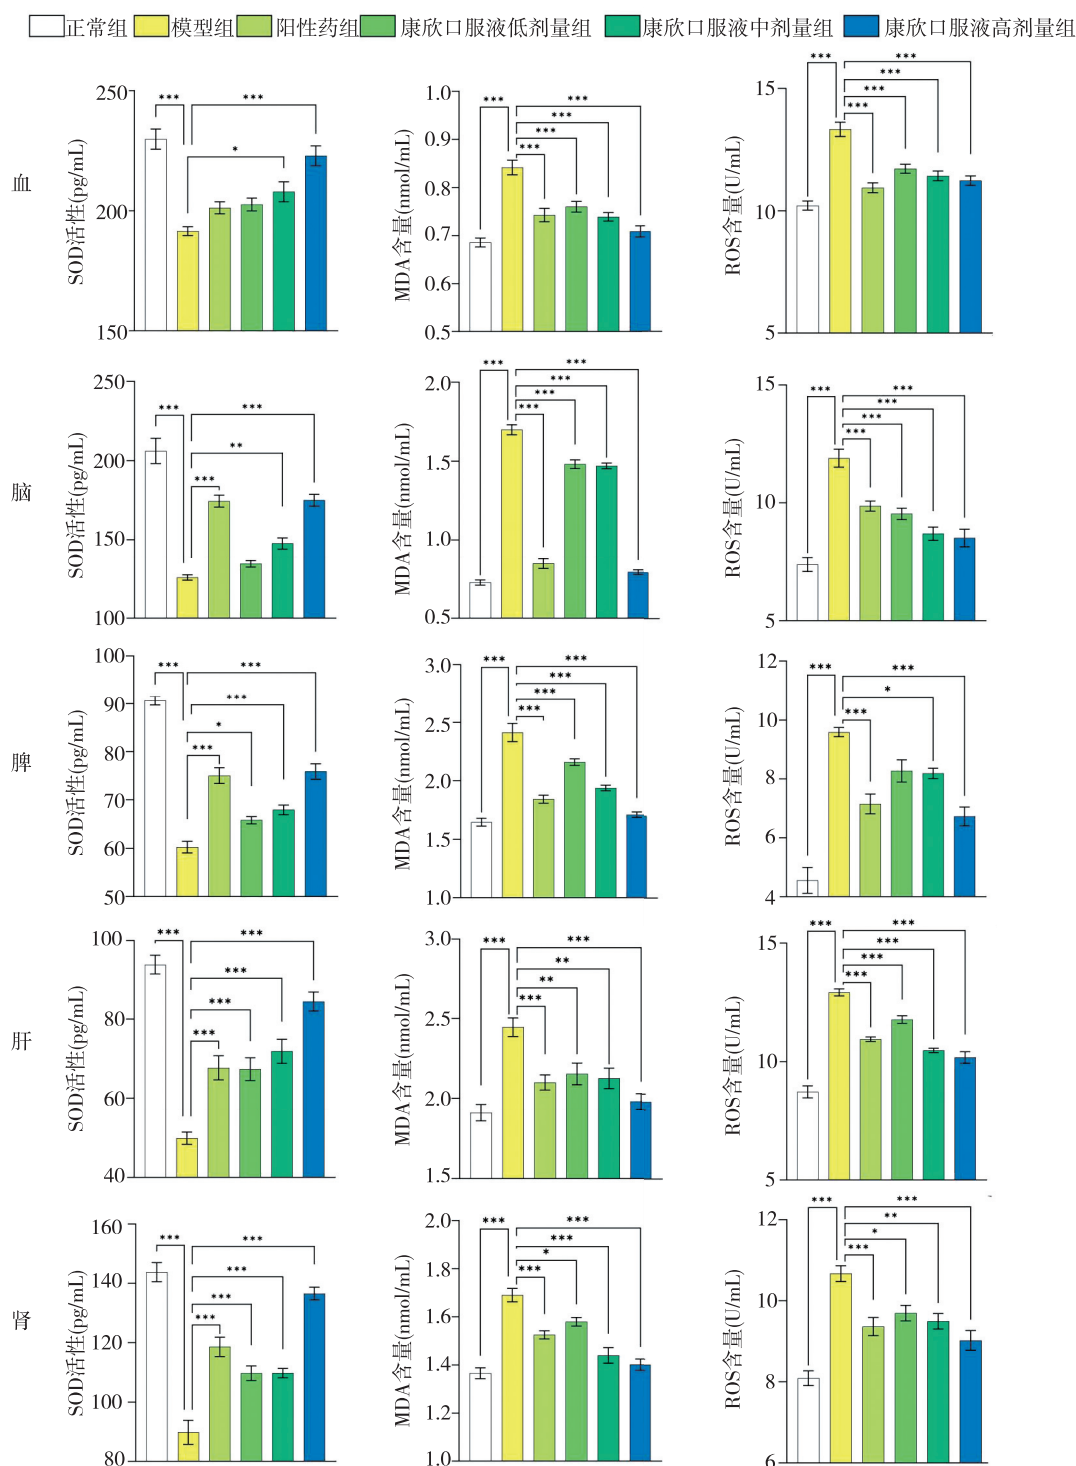 正常组 模型组 阳性药组 康欣口服液低剂量组 康欣口服液中剂量组 康欣口服液高剂量组
血
SOD活性(pg/mL)
250
200
150
*** *** *
MDA含量(nmol/mL)
1.0
0.9
0.8
0.7
0.6
0.5
*** *** *** *** ***
ROS含量(U/mL)
15
10
5
*** *** *** *** ***
脑
SOD活性(pg/mL)
250
200
150
100
*** *** ** ***
MDA含量(nmol/mL)
2.0
1.5
1.0
0.5
*** *** *** *** ***
ROS含量(U/mL)
15
10
5
*** *** *** *** ***
脾
SOD活性(pg/mL)
100
90
80
70
60
50
*** *** *** * ***
MDA含量(nmol/mL)
3.0
2.5
2.0
1.5
1.0
*** *** *** *** ***
ROS含量(U/mL)
12
10
8
6
4
*** *** * ***
肝
SOD活性(pg/mL)
100
80
60
40
*** *** *** *** ***
MDA含量(nmol/mL)
3.0
2.5
2.0
1.5
*** *** ** ** ***
ROS含量(U/mL)
15
10
5
*** *** *** *** ***
肾
SOD活性(pg/mL)
160
140
120
100
80
*** *** *** *** ***
MDA含量(nmol/mL)
2.0
1.8
1.6
1.4
1.2
1.0
*** *** *** * ***
ROS含量(U/mL)
12
10
8
6
*** *** ** * ***